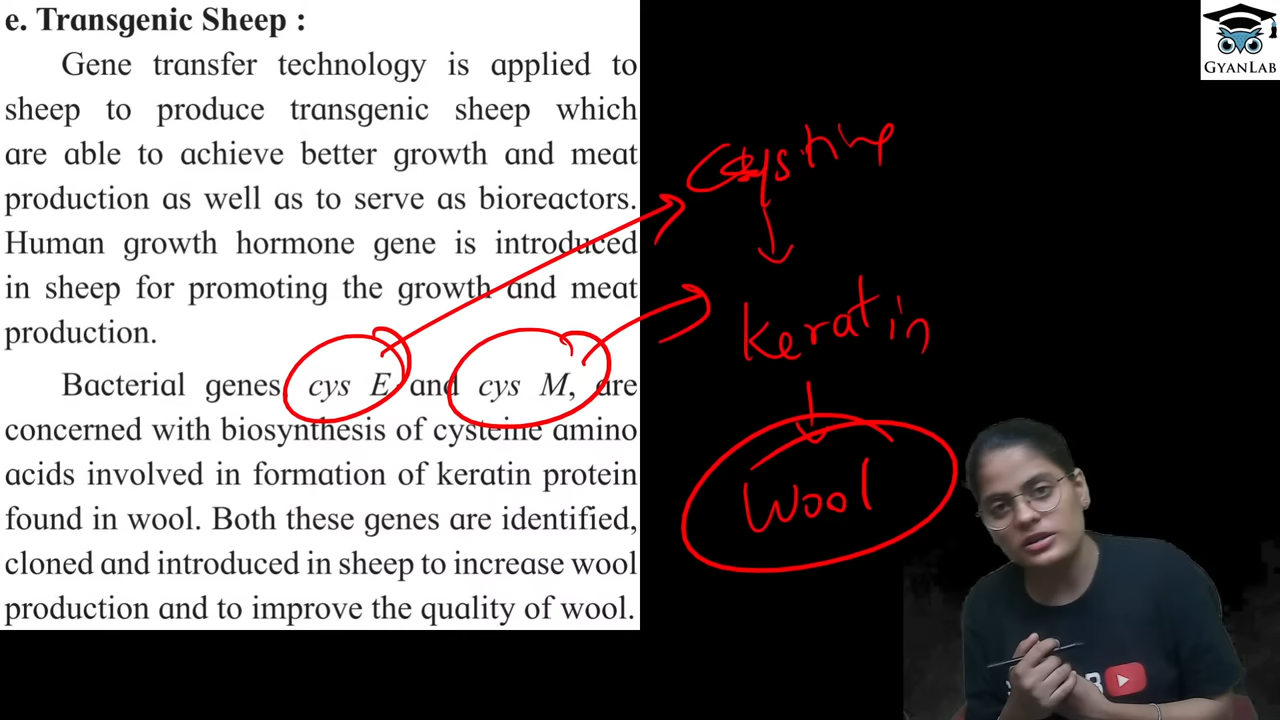 e. Transgenic Sheep :
Gene transfer technology is applied to
sheep to produce transgenic sheep which
are able to achieve better growth and meat
production as well as to serve as bioreactors.
Human growth hormone gene is introduced
in sheep for promoting the growth and meat
production.
Bacterial genes cys E and cys M, are
concerned with biosynthesis of cysteine amino
acids involved in formation of keratin protein
found in wool. Both these genes are identified,
cloned and introduced in sheep to increase wool
production and to improve the quality of wool.
Keratin
Wool
GYANLAB